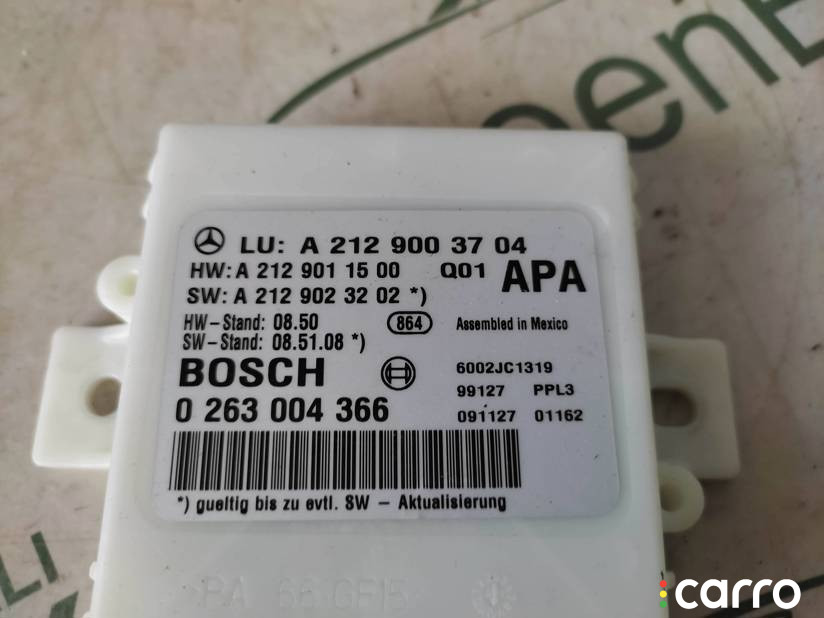 LU: A 212 900 37 04
HW: A 212 901 15 00 Q01 APA
SW: A 212 902 32 02 *)
HW-Stand: 08.50 864 Assembled in Mexico
SW-Stand: 08.51.08 *)
BOSCH 6002JC1319
99127 PPL3
0 263 004 366 091127 01162
*) gueltig bis zu evtl. SW - Aktualisierung
carro